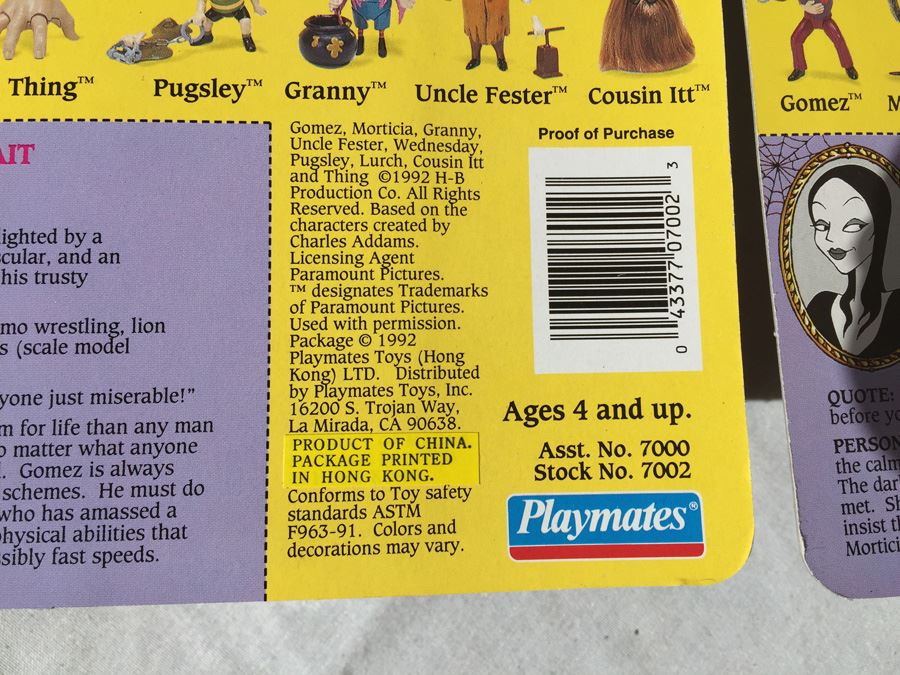 Thing™
Pugsley™
Granny™
Uncle Fester™
Cousin Itt™
AIT
lighted by a
scular, and an
his trusty
mo wrestling, lion
s (scale model
yone just miserable!"
m for life than any man
o matter what anyone
Gomez is always
schemes. He must do
who has amassed a
physical abilities that
ssibly fast speeds.
Gomez, Morticia, Granny,
Uncle Fester, Wednesday,
Pugsley, Lurch, Cousin Itt
and Thing ©1992 H-B
Production Co. All Rights
Reserved. Based on the
characters created by
Charles Addams.
Licensing Agent
Paramount Pictures.
™ designates Trademarks
of Paramount Pictures.
Used with permission.
Package © 1992
Playmates Toys (Hong
Kong) LTD. Distributed
by Playmates Toys, Inc.
16200 S. Trojan Way,
La Mirada, CA 90638.
PRODUCT OF CHINA.
PACKAGE PRINTED
IN HONG KONG.
Conforms to Toy safety
standards ASTM
F963-91. Colors and
decorations may vary.
Proof of Purchase
0 43377 07002 3
Ages 4 and up.
Asst. No. 7000
Stock No. 7002
Playmates®
Gomez™
M
QUOTE:
before yo
PERSON
the calm
The dar
met. Sh
insist th
Mortici